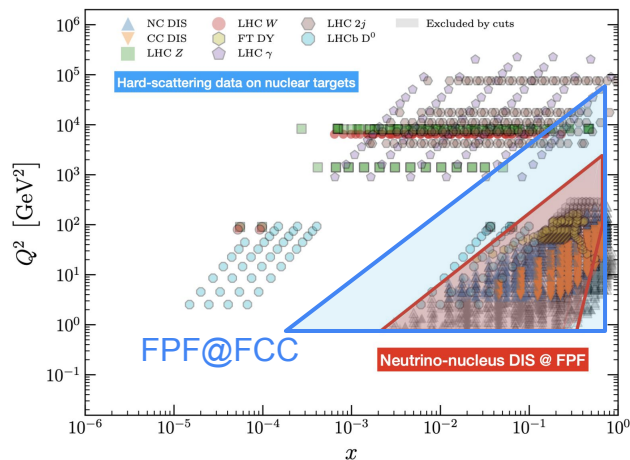 NC DIS
CC DIS
LHC Z
LHC W
FT DY
LHC γ
LHC 2j
LHCb D⁰
Excluded by cuts
Hard-scattering data on nuclear targets
10⁶
10⁵
10⁴
10³
10²
10¹
10⁰
10⁻¹
Q² [GeV²]
FPF@FCC
Neutrino-nucleus DIS @ FPF
10⁻⁶ 10⁻⁵ 10⁻⁴ 10⁻³ 10⁻² 10⁻¹ 10⁰
x